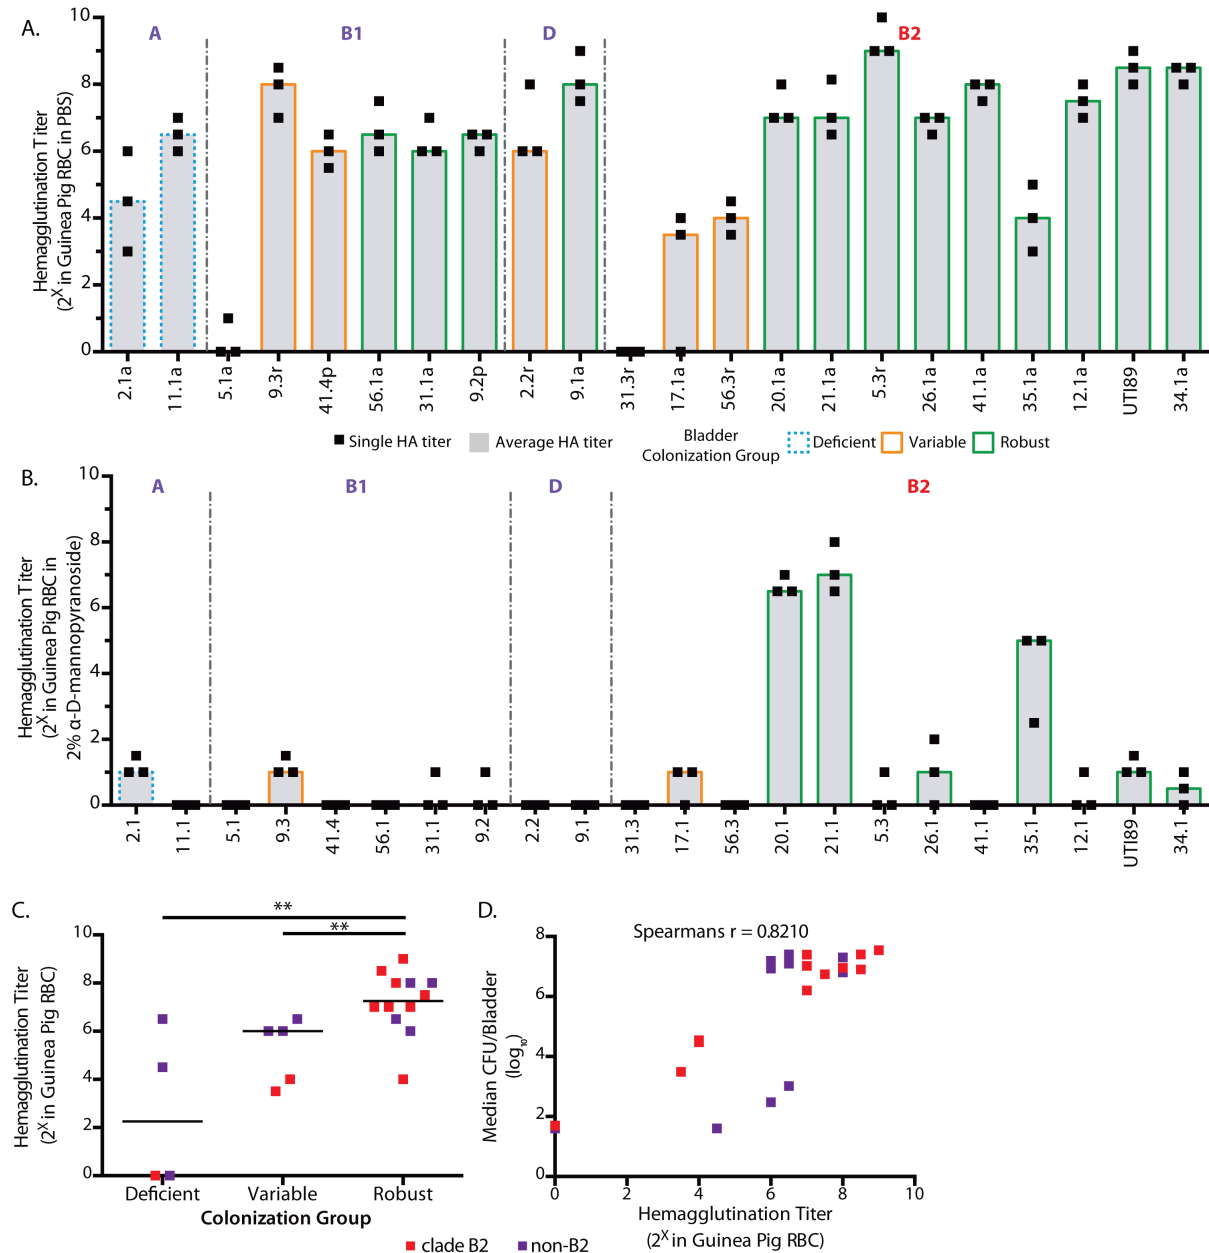 A.
A
B1
D
B2
Hemagglutination Titer
(2X in Guinea Pig RBC in PBS)
10
8
6
4
2
0
2.1a
11.1a
5.1a
9.3r
41.4p
56.1a
31.1a
9.2p
2.2r
9.1a
31.3r
17.1a
56.3r
20.1a
21.1a
5.3r
26.1a
41.1a
35.1a
12.1a
UTI89
34.1a
Single HA titer
Average HA titer
Bladder
Colonization Group
Deficient
Variable
Robust
B.
A
B1
D
B2
Hemagglutination Titer
(2X in Guinea Pig RBC in
2% α-D-mannopyranoside)
10
8
6
4
2
0
2.1
11.1
5.1
9.3
41.4
56.1
31.1
9.2
2.2
9.1
31.3
17.1
56.3
20.1
21.1
5.3
26.1
41.1
35.1
12.1
UTI89
34.1
C.
**
**
Hemagglutination Titer
(2X in Guinea Pig RBC)
10
8
6
4
2
0
Deficient
Variable
Robust
Colonization Group
D.
Spearmans r = 0.8210
Median CFU/Bladder
(log10)
8
6
4
2
0
0
2
4
6
8
10
Hemagglutination Titer
(2X in Guinea Pig RBC)
clade B2
non-B2